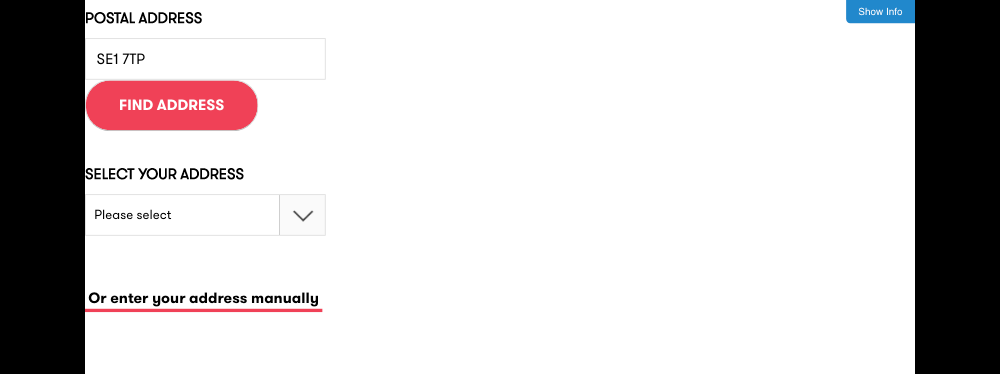 POSTAL ADDRESS
Show Info
SE1 7TP
FIND ADDRESS
SELECT YOUR ADDRESS
Please select
Or enter your address manually